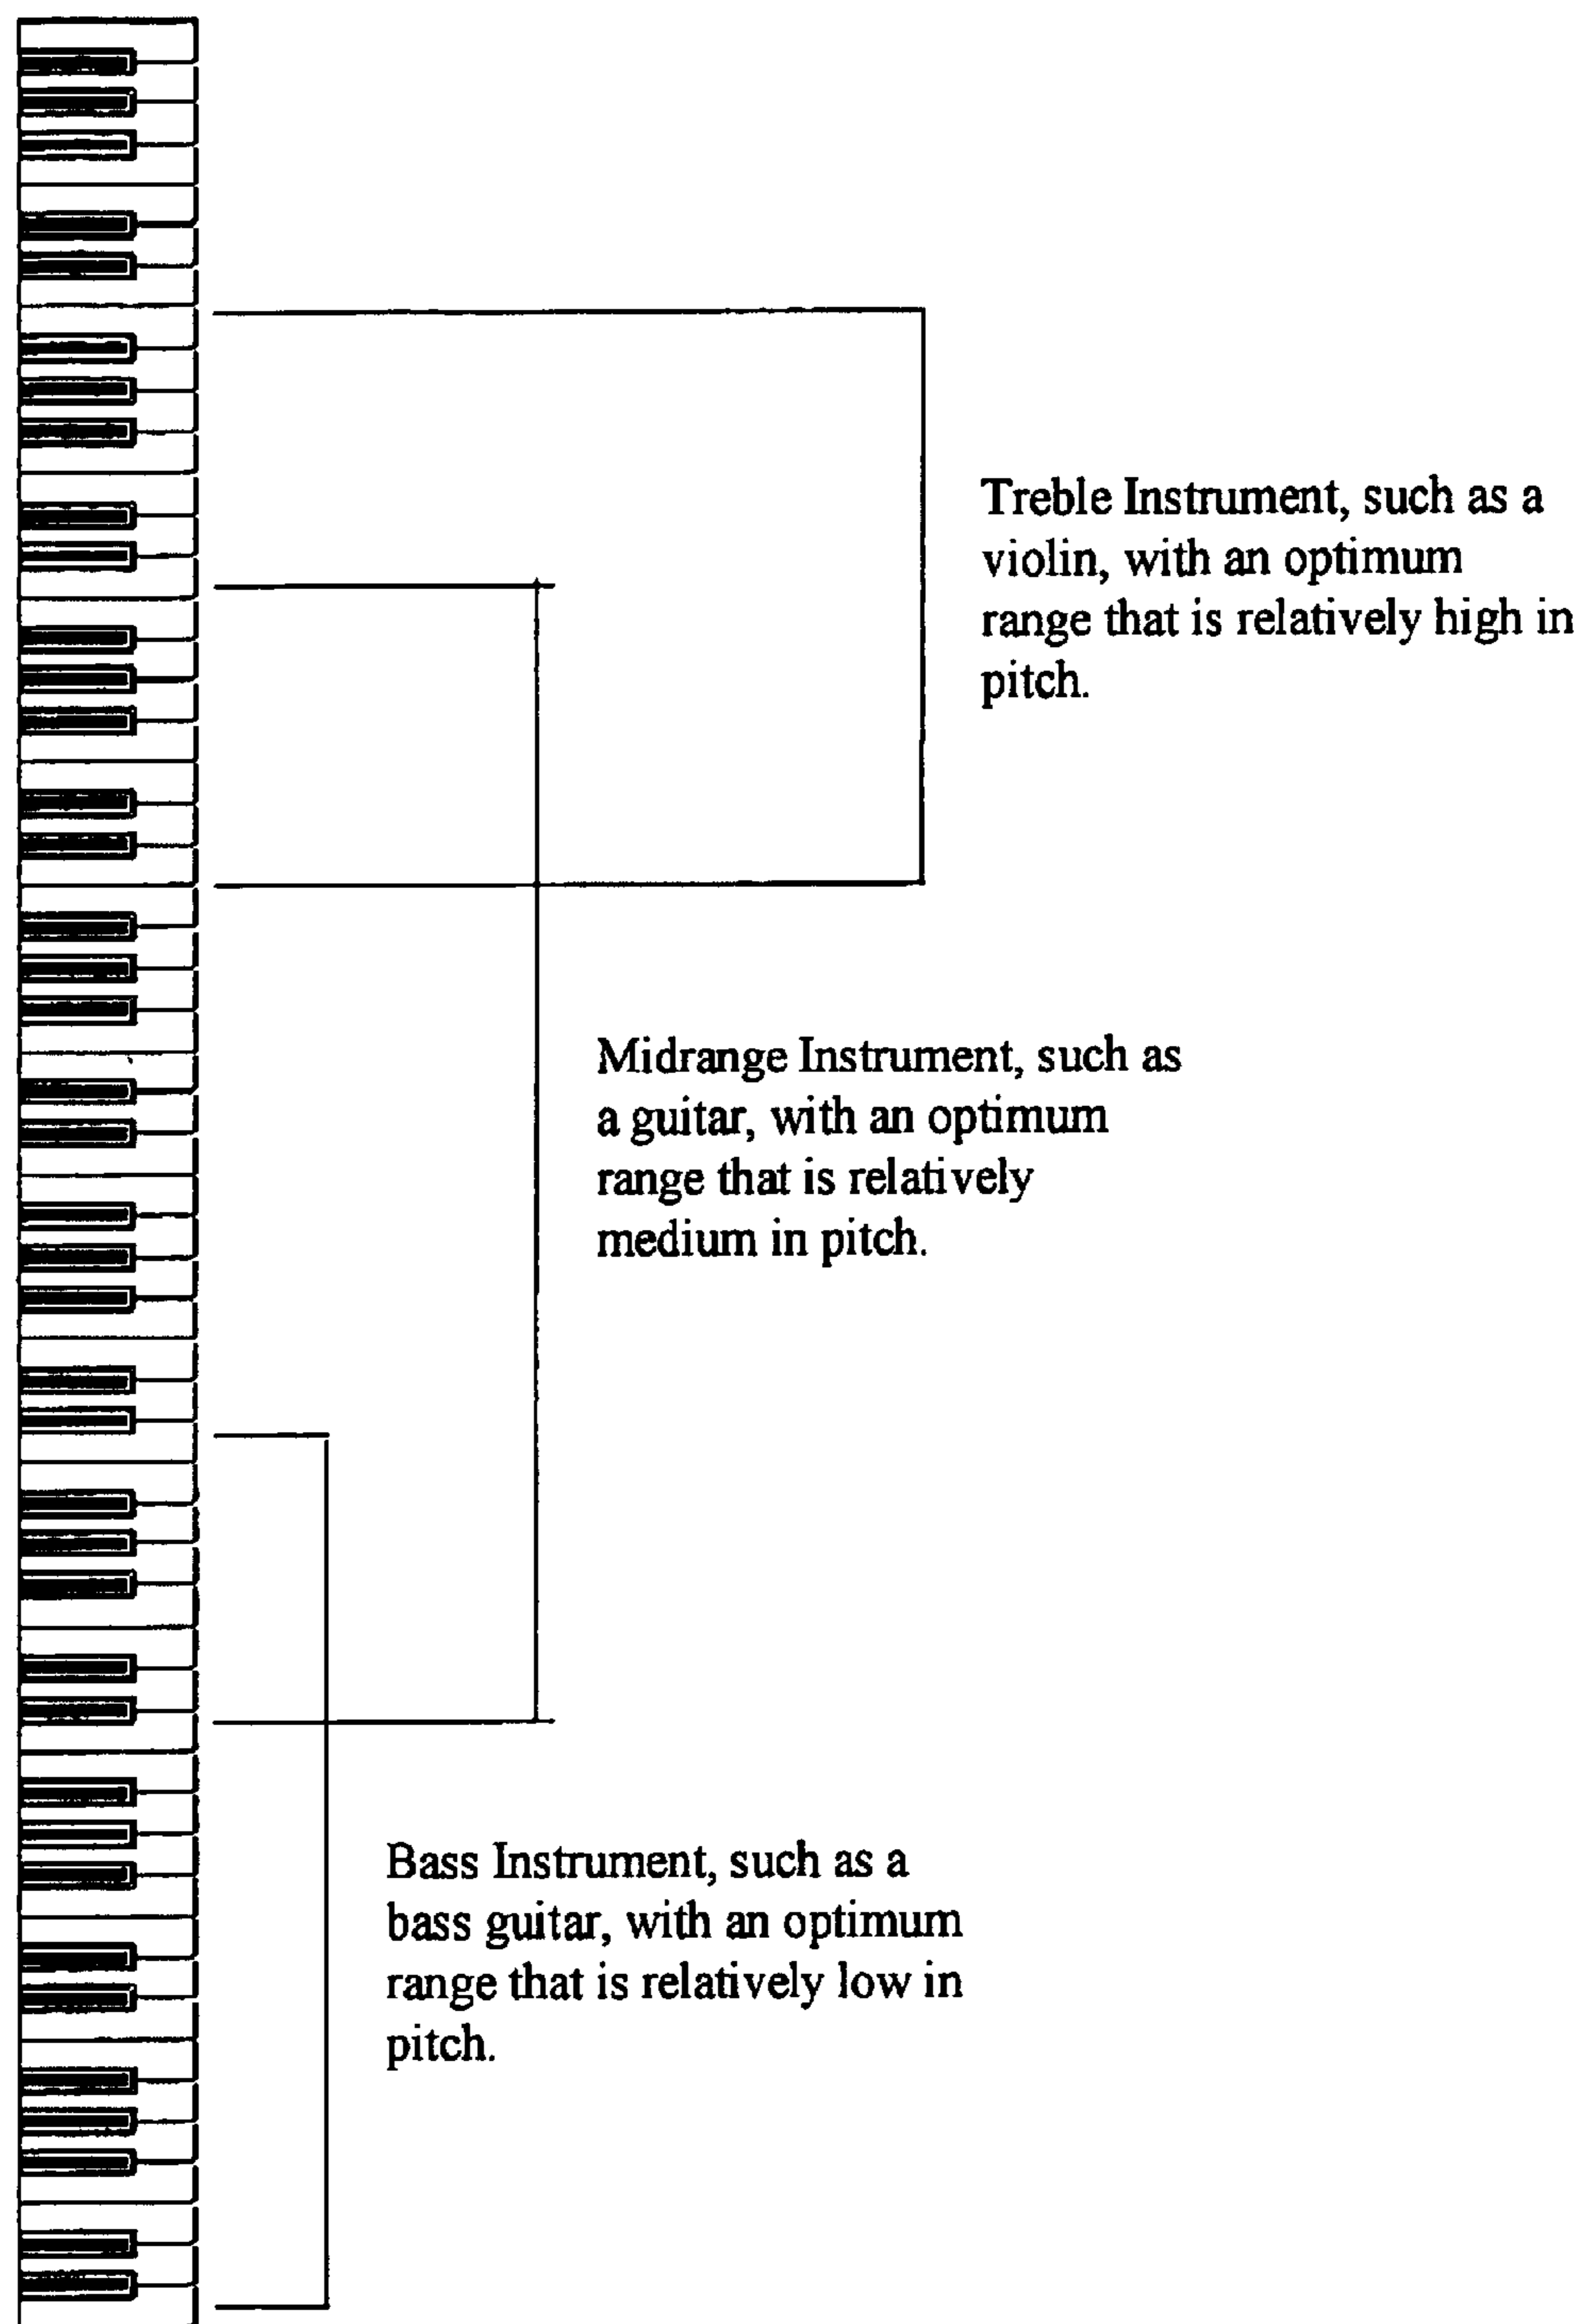 Treble Instrument, such as a
violin, with an optimum
range that is relatively high in
pitch.
Midrange Instrument, such as
a guitar, with an optimum
range that is relatively
medium in pitch.
Bass Instrument, such as a
bass guitar, with an optimum
range that is relatively low in
pitch.